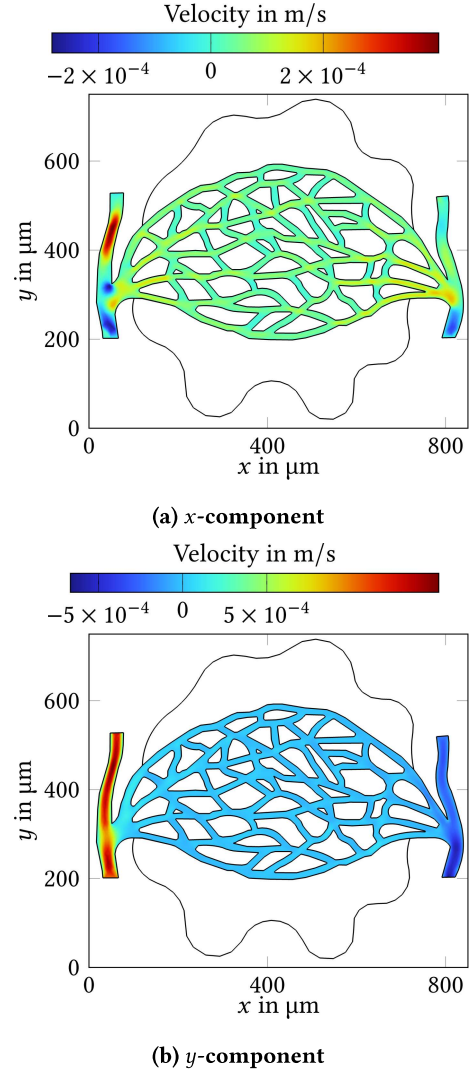 Velocity in m/s
−2 × 10⁻⁴ 0 2 × 10⁻⁴
600
400
200
0
y in µm
0 400 800
x in µm
(a) x-component
Velocity in m/s
−5 × 10⁻⁴ 0 5 × 10⁻⁴
600
400
200
0
y in µm
0 400 800
x in µm
(b) y-component